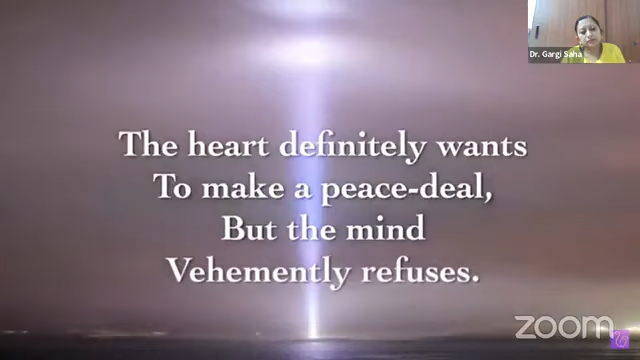 Dr. Gargi Saha
The heart definitely wants
To make a peace-deal,
But the mind
Vehemently refuses.
zoom